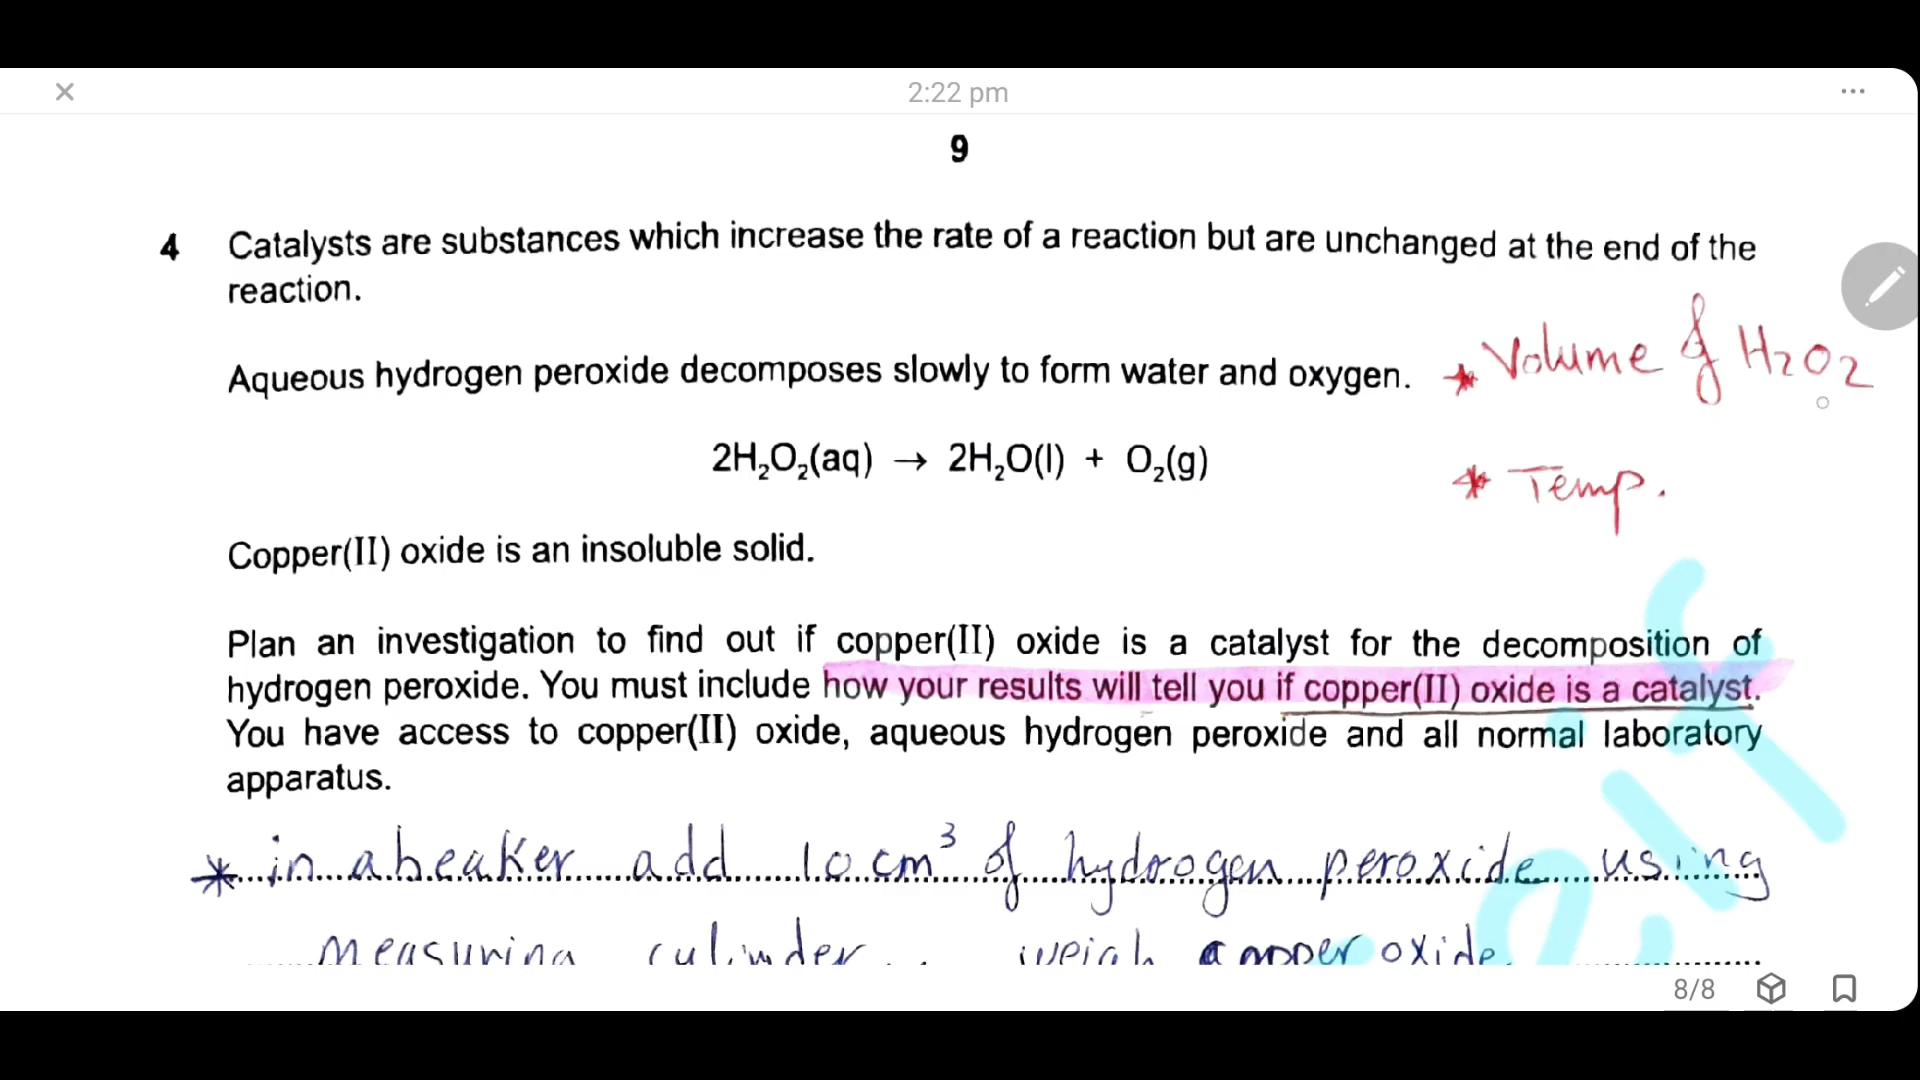 2:22 pm
9
4 Catalysts are substances which increase the rate of a reaction but are unchanged at the end of the
reaction.
Aqueous hydrogen peroxide decomposes slowly to form water and oxygen.
* Volume of H2O2
2H₂O₂(aq) → 2H₂O(l) + O₂(g)
* Temp.
Copper(II) oxide is an insoluble solid.
Plan an investigation to find out if copper(II) oxide is a catalyst for the decomposition of
hydrogen peroxide. You must include how your results will tell you if copper(II) oxide is a catalyst.
You have access to copper(II) oxide, aqueous hydrogen peroxide and all normal laboratory
apparatus.
* in a beaker add 10 cm³ of hydrogen peroxide using
measuring cylinder.. weigh copper oxide
8/8